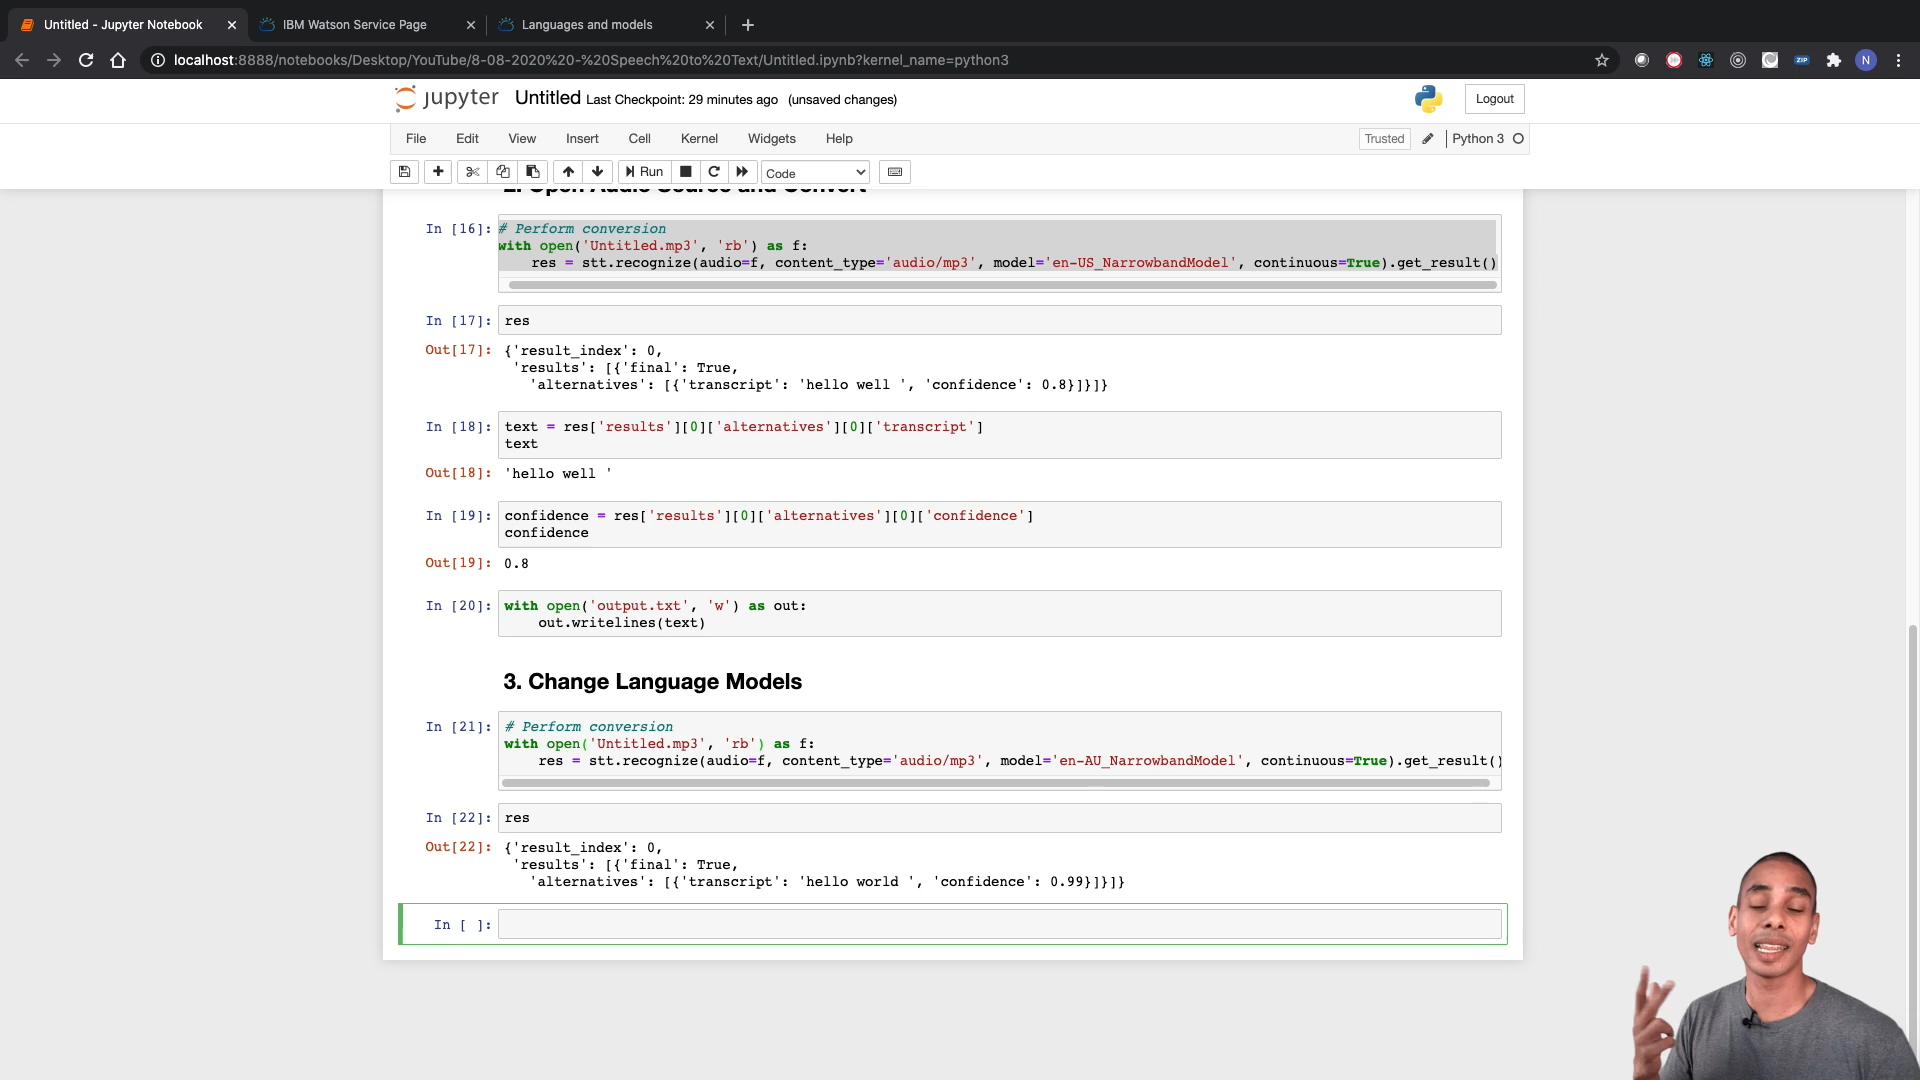 Untitled - Jupyter Notebook
IBM Watson Service Page
Languages and models
localhost:8888/notebooks/Desktop/YouTube/8-08-2020%20-%20Speech%20to%20Text/Untitled.ipynb?kernel_name=python3
ZIP
N
jupyter Untitled Last Checkpoint: 29 minutes ago (unsaved changes)
Logout
File Edit View Insert Cell Kernel Widgets Help
Trusted
Python 3
Run
Code
2. Open Audio Source and Convert
In [16]: # Perform conversion
with open('Untitled.mp3', 'rb') as f:
res = stt.recognize(audio=f, content_type='audio/mp3', model='en-US_NarrowbandModel', continuous=True).get_result()
In [17]: res
Out[17]: {'result_index': 0,
'results': [{'final': True,
'alternatives': [{'transcript': 'hello well ', 'confidence': 0.8}]}]}
In [18]: text = res['results'][0]['alternatives'][0]['transcript']
text
Out[18]: 'hello well '
In [19]: confidence = res['results'][0]['alternatives'][0]['confidence']
confidence
Out[19]: 0.8
In [20]: with open('output.txt', 'w') as out:
out.writelines(text)
3. Change Language Models
In [21]: # Perform conversion
with open('Untitled.mp3', 'rb') as f:
res = stt.recognize(audio=f, content_type='audio/mp3', model='en-AU_NarrowbandModel', continuous=True).get_result()
In [22]: res
Out[22]: {'result_index': 0,
'results': [{'final': True,
'alternatives': [{'transcript': 'hello world ', 'confidence': 0.99}]}]}
In [ ]: